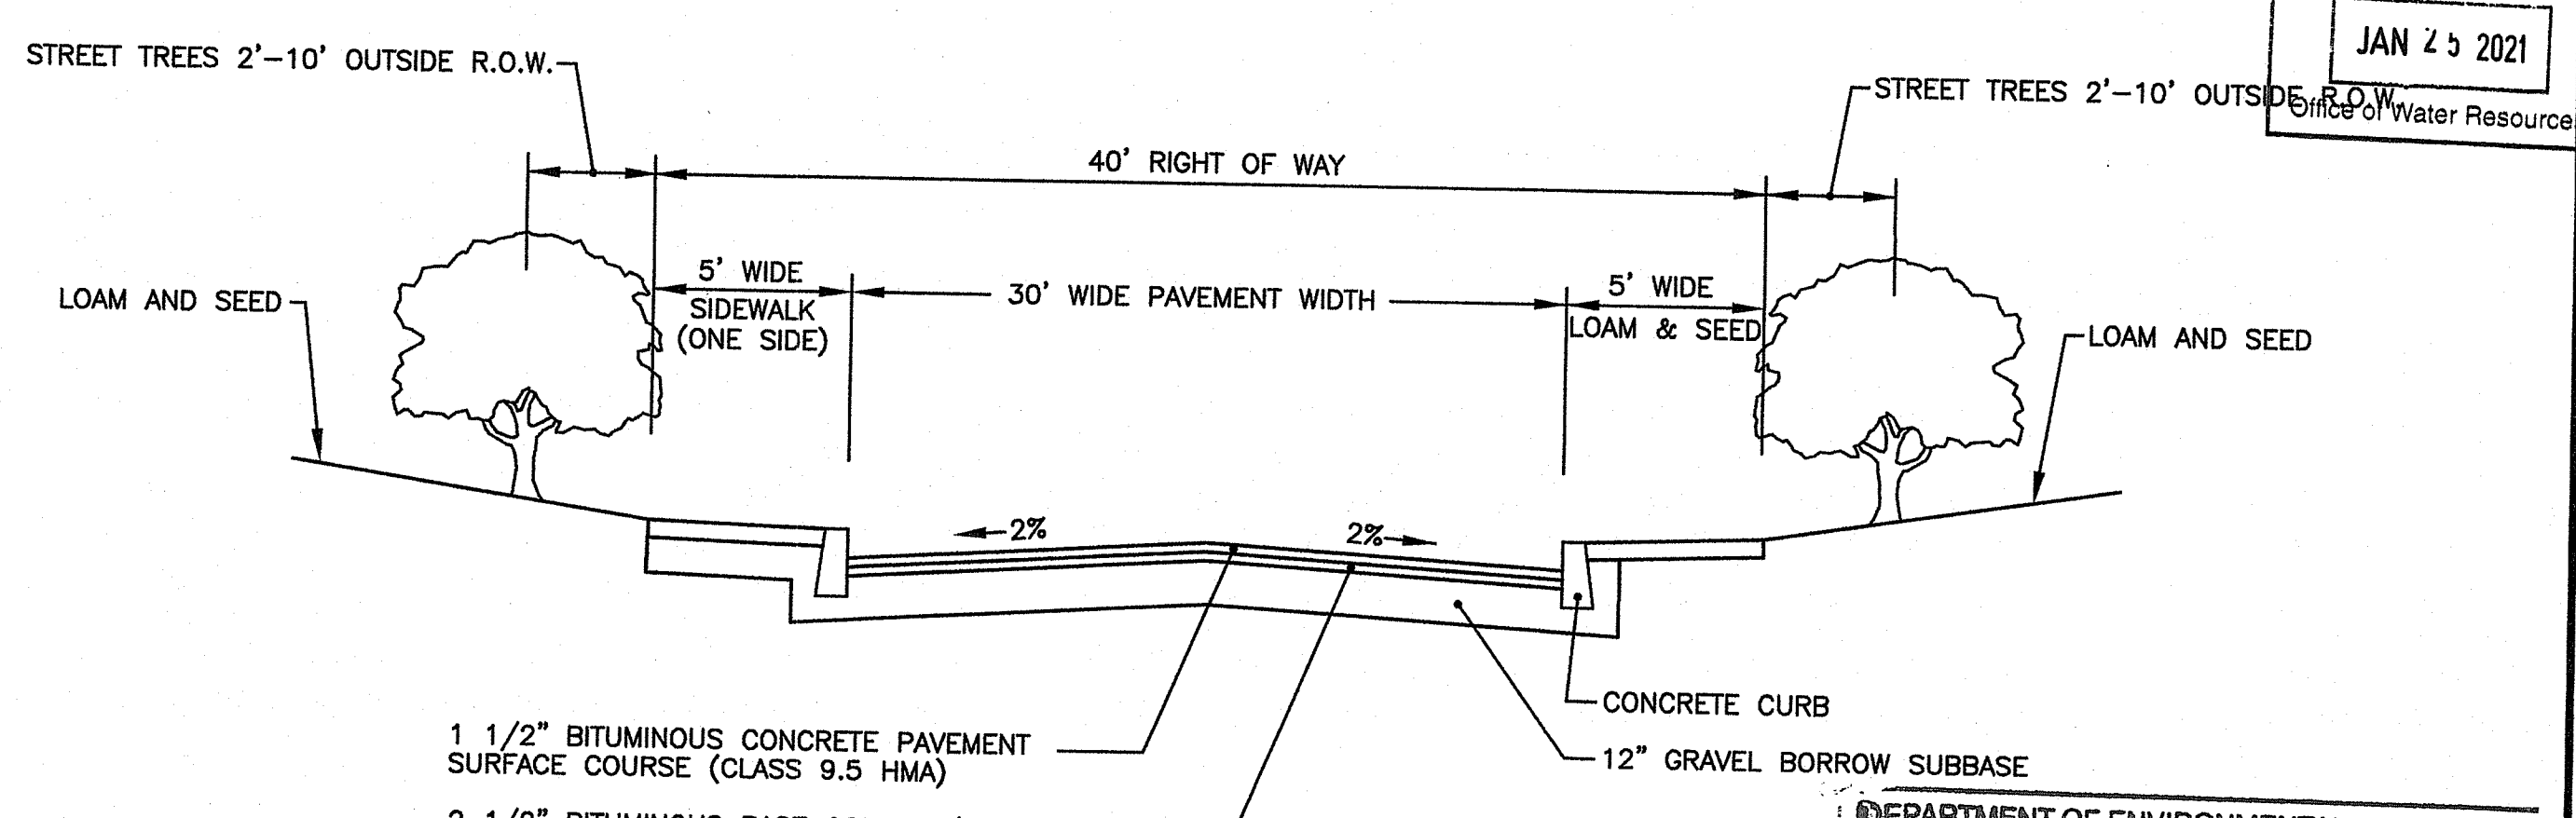 JAN 25 2021
Office of Water Resource
STREET TREES 2'-10' OUTSIDE R.O.W.
STREET TREES 2'-10' OUTSIDE R.O.W.
40' RIGHT OF WAY
5' WIDE
SIDEWALK
(ONE SIDE)
30' WIDE PAVEMENT WIDTH
5' WIDE
LOAM & SEED
LOAM AND SEED
LOAM AND SEED
2%
2%
CONCRETE CURB
12" GRAVEL BORROW SUBBASE
1 1/2" BITUMINOUS CONCRETE PAVEMENT
SURFACE COURSE (CLASS 9.5 HMA)
DEPARTMENT OF